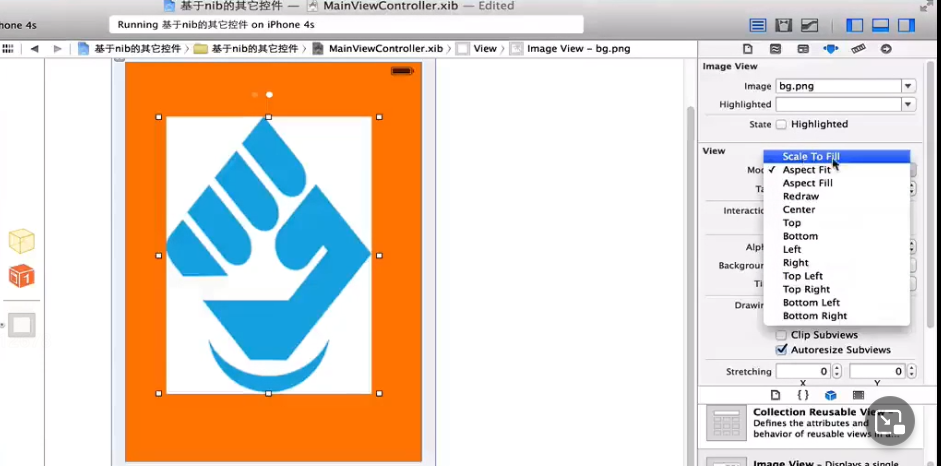 基于nib的其它控件 — MainViewController.xib — Edited
hone 4s
Running 基于nib的其它控件 on iPhone 4s
基于nib的其它控件 〉 基于nib的其它控件 〉 MainViewController.xib 〉 View 〉 Image View – bg.png
Image View
Image bg.png
Highlighted
State Highlighted
View
Scale To Fill
Mod ✓ Aspect Fit
Aspect Fill
Redraw
Interactio
Center
Top
Bottom
Alph
Left
Backgroun
Right
Top Left
Top Right
Drawin
Bottom Left
Bottom Right
Clip Subviews
Autoresize Subviews
Stretching 0 0
X Y
{ }
Collection Reusable View -
Defines the attributes and
behavior of reusable views in a...
Image View - Displays a single